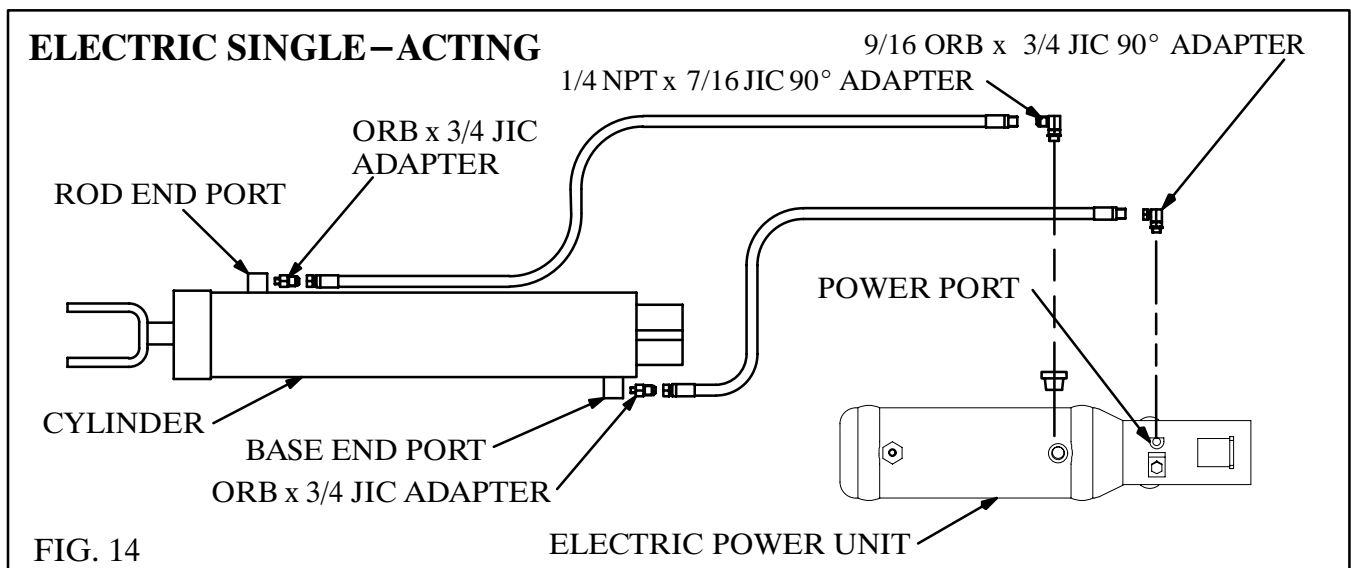 ELECTRIC SINGLE-ACTING
9/16 ORB x 3/4 JIC 90° ADAPTER
1/4 NPT x 7/16 JIC 90° ADAPTER
ORB x 3/4 JIC
ADAPTER
ROD END PORT
POWER PORT
CYLINDER
BASE END PORT
ORB x 3/4 JIC ADAPTER
ELECTRIC POWER UNIT
FIG. 14